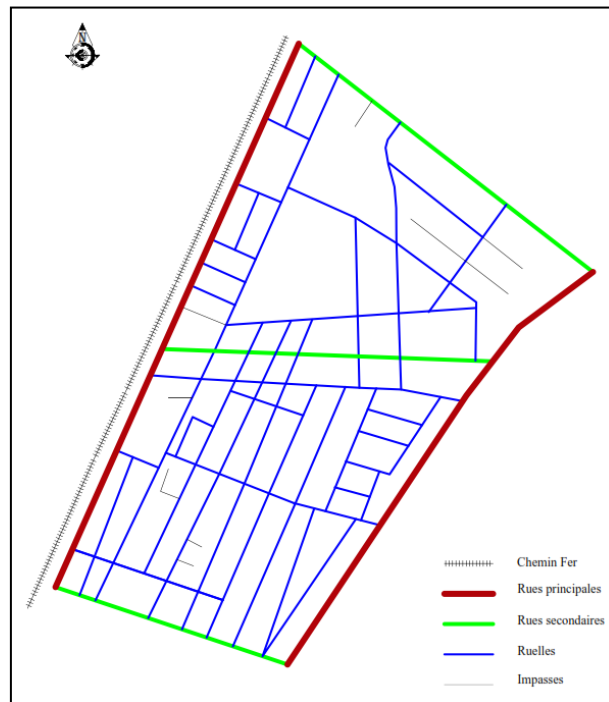 N
Chemin Fer
Rues principales
Rues secondaires
Ruelles
Impasses